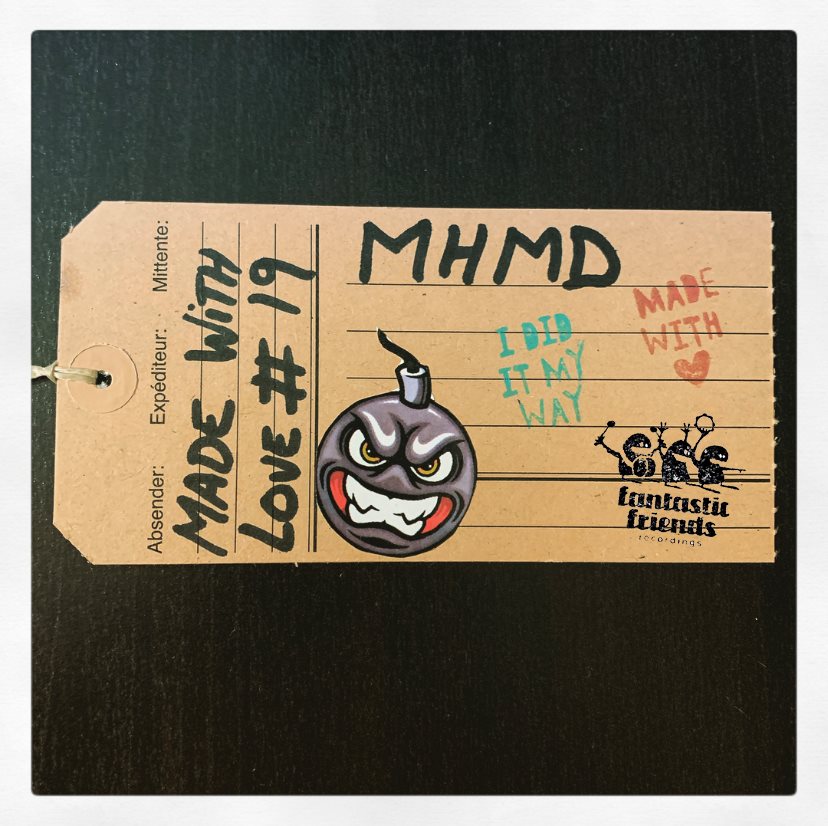 Absender: Expéditeur: Mittente:
MADE WITH
LOVE # 19
MHMD
I DID
IT MY
WAY
MADE
WITH
fantastic
friends
recordings